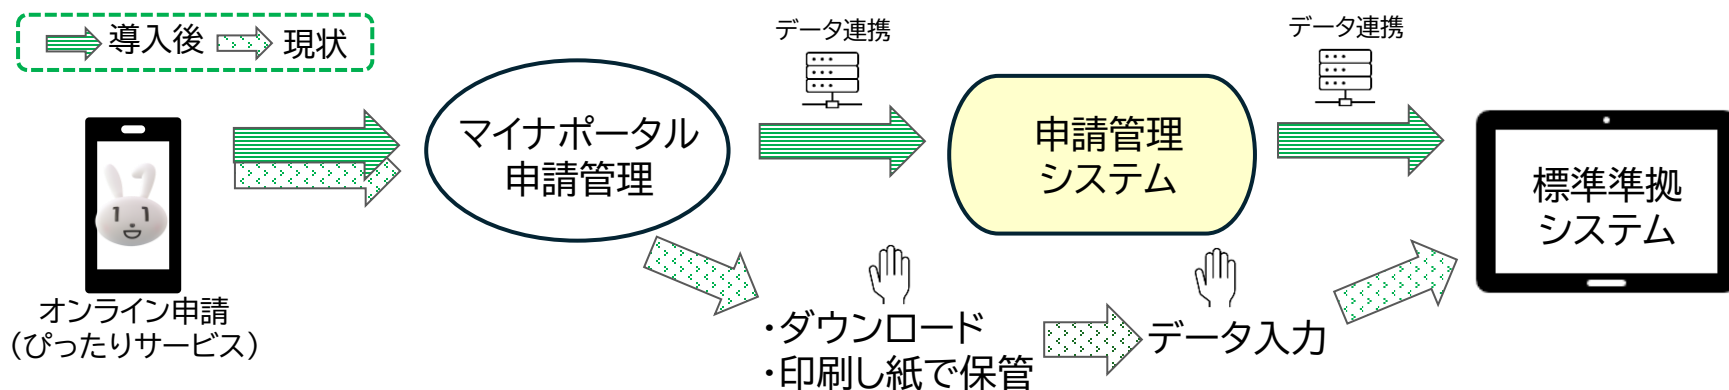 導入後 現状
データ連携
データ連携
マイナポータル
申請管理
申請管理
システム
標準準拠
システム
オンライン申請
（ぴったりサービス）
・ダウンロード
・印刷し紙で保管
データ入力